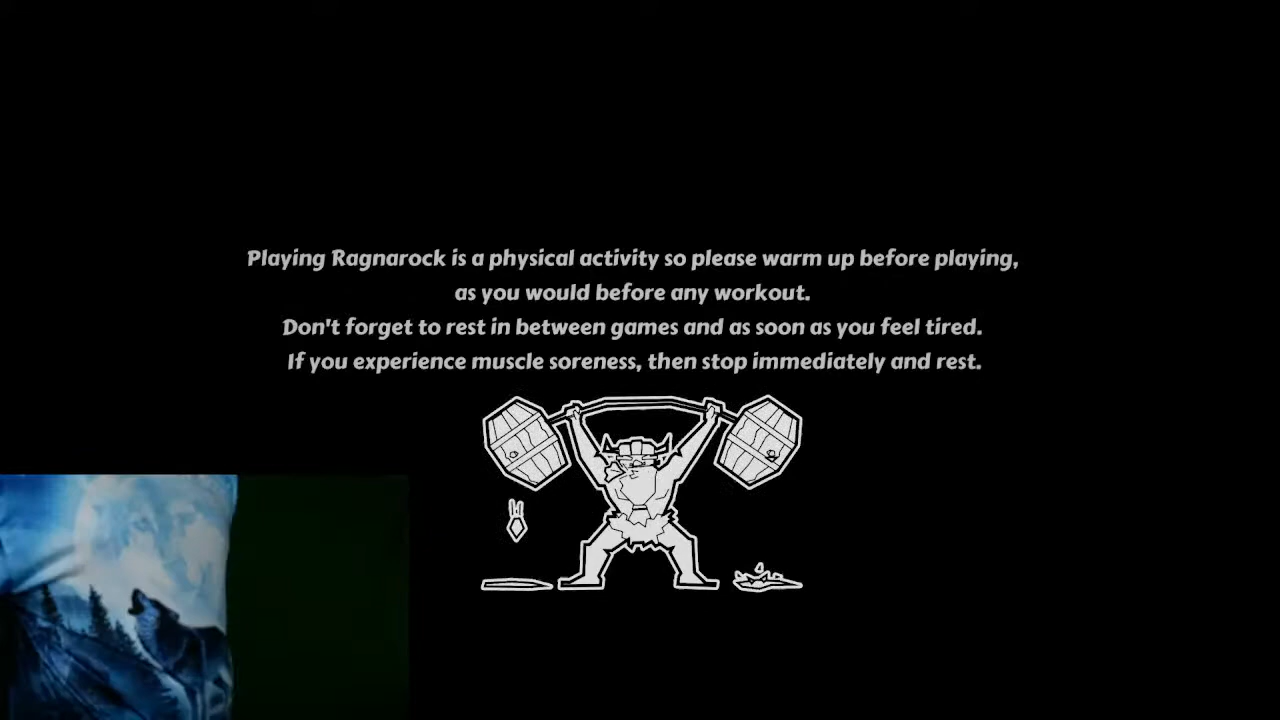 Playing Ragnarock is a physical activity so please warm up before playing,
as you would before any workout.
Don't forget to rest in between games and as soon as you feel tired.
If you experience muscle soreness, then stop immediately and rest.